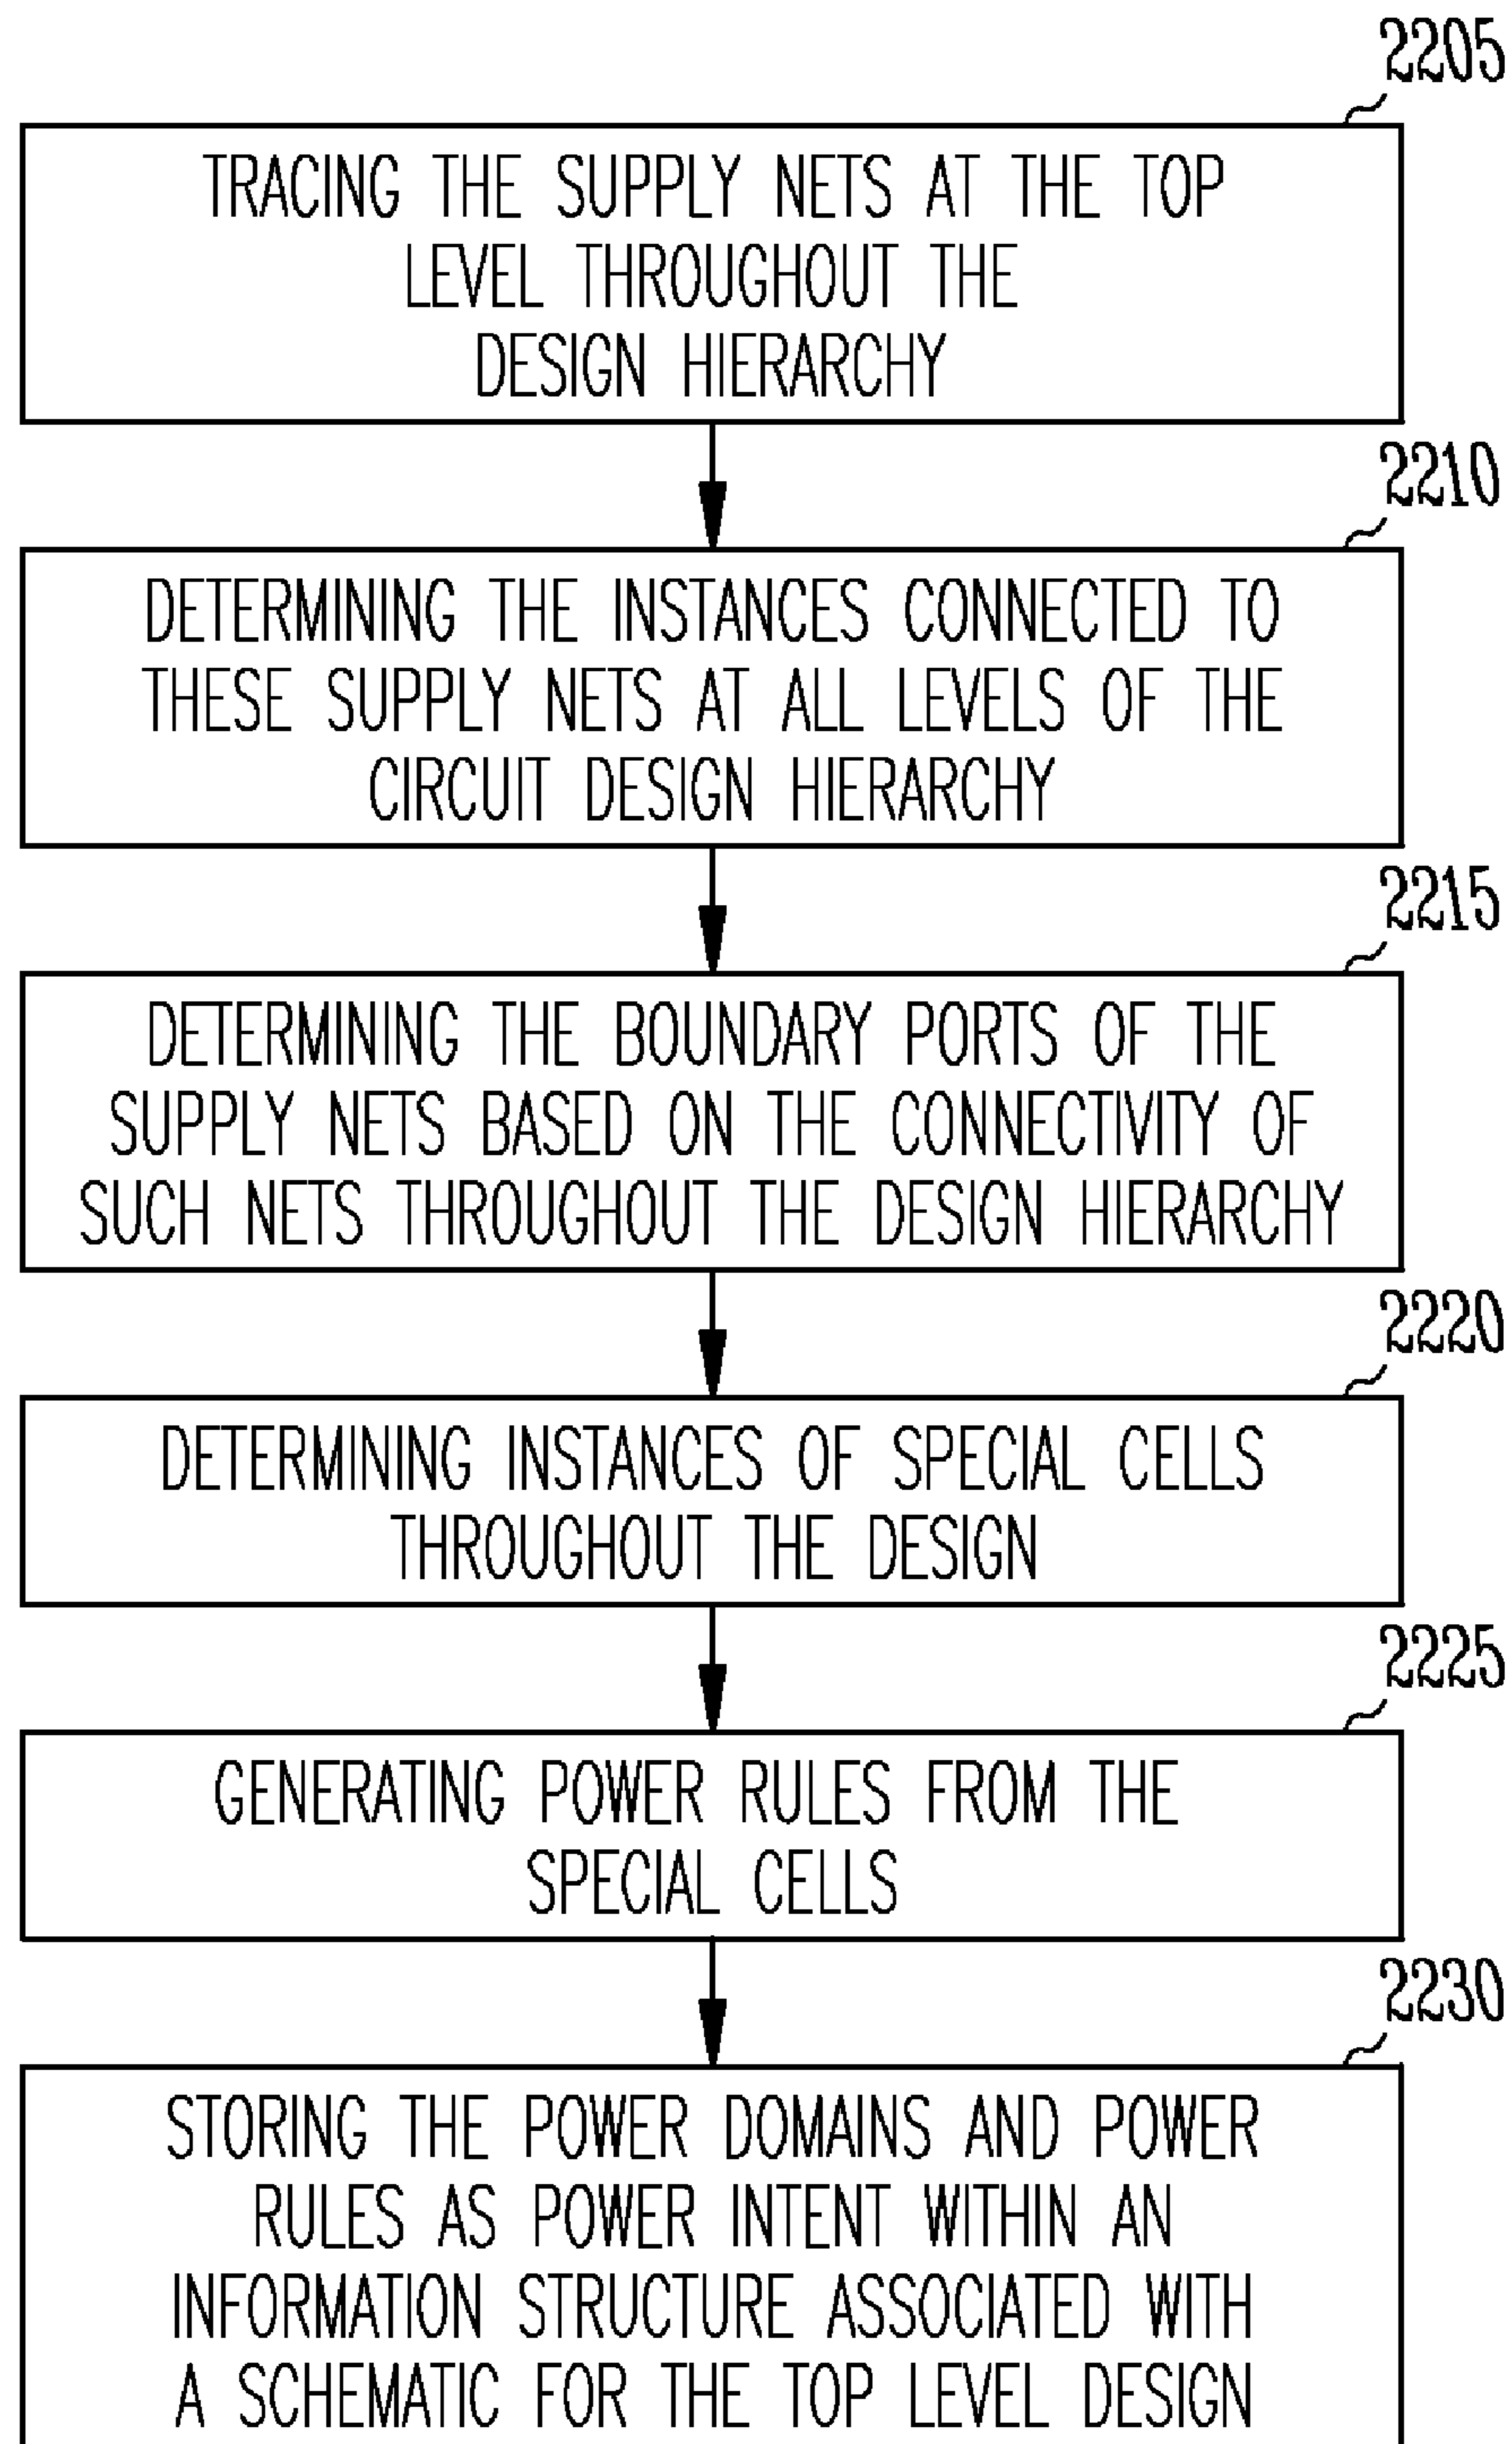 2205
TRACING THE SUPPLY NETS AT THE TOP
LEVEL THROUGHOUT THE
DESIGN HIERARCHY
2210
DETERMINING THE INSTANCES CONNECTED TO
THESE SUPPLY NETS AT ALL LEVELS OF THE
CIRCUIT DESIGN HIERARCHY
2215
DETERMINING THE BOUNDARY PORTS OF THE
SUPPLY NETS BASED ON THE CONNECTIVITY OF
SUCH NETS THROUGHOUT THE DESIGN HIERARCHY
2220
DETERMINING INSTANCES OF SPECIAL CELLS
THROUGHOUT THE DESIGN
2225
GENERATING POWER RULES FROM THE
SPECIAL CELLS
2230
STORING THE POWER DOMAINS AND POWER
RULES AS POWER INTENT WITHIN AN
INFORMATION STRUCTURE ASSOCIATED WITH
A SCHEMATIC FOR THE TOP LEVEL DESIGN